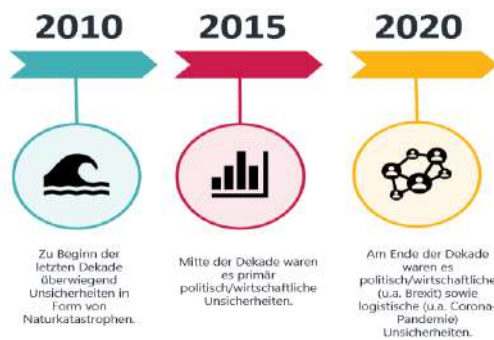 2010
2015
2020
Zu Beginn der
letzten Dekade
überwiegend
Unsicherheiten in
Form von
Naturkatastrophen.
Mitte der Dekade waren
es primär
politisch/wirtschaftliche
Unsicherheiten.
Am Ende der Dekade
waren es
politisch/wirtschaftliche
(u.a. Brexit) sowie
logistische (u.a. Corona-
Pandemie)
Unsicherheiten.